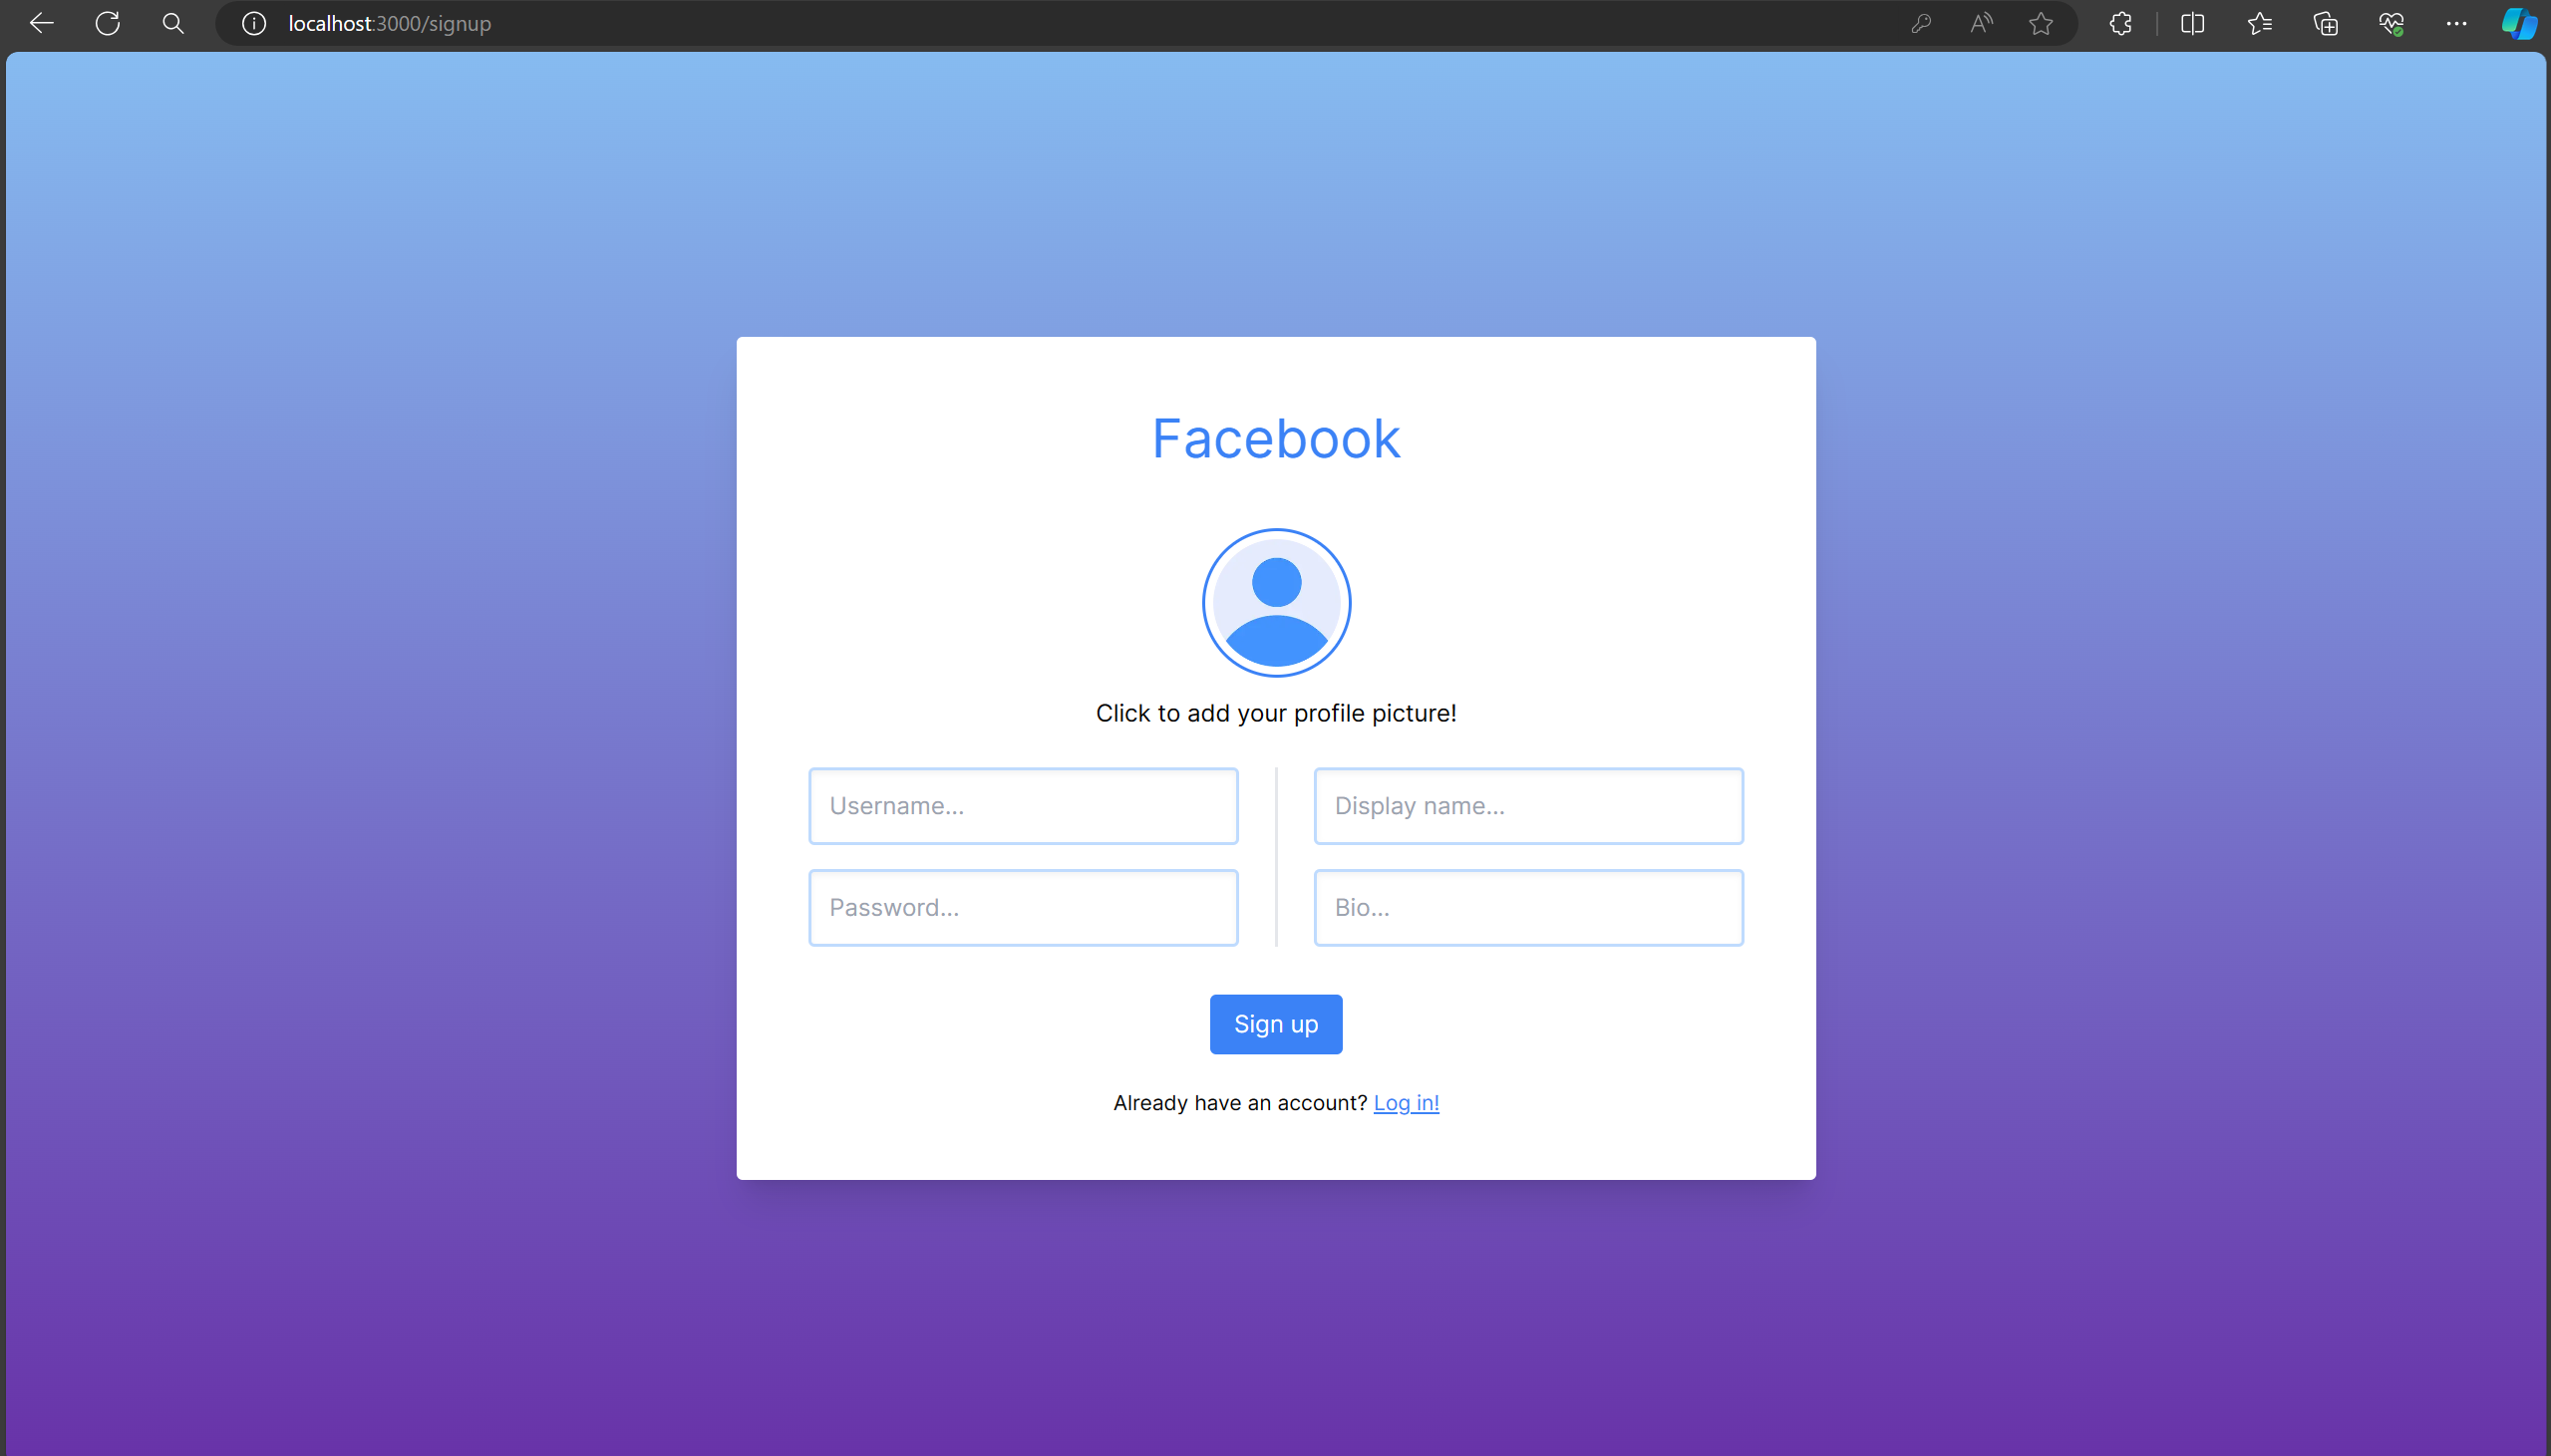 localhost:3000/signup
Facebook
Click to add your profile picture!
Username...
Display name...
Password...
Bio...
Sign up
Already have an account? Log in!